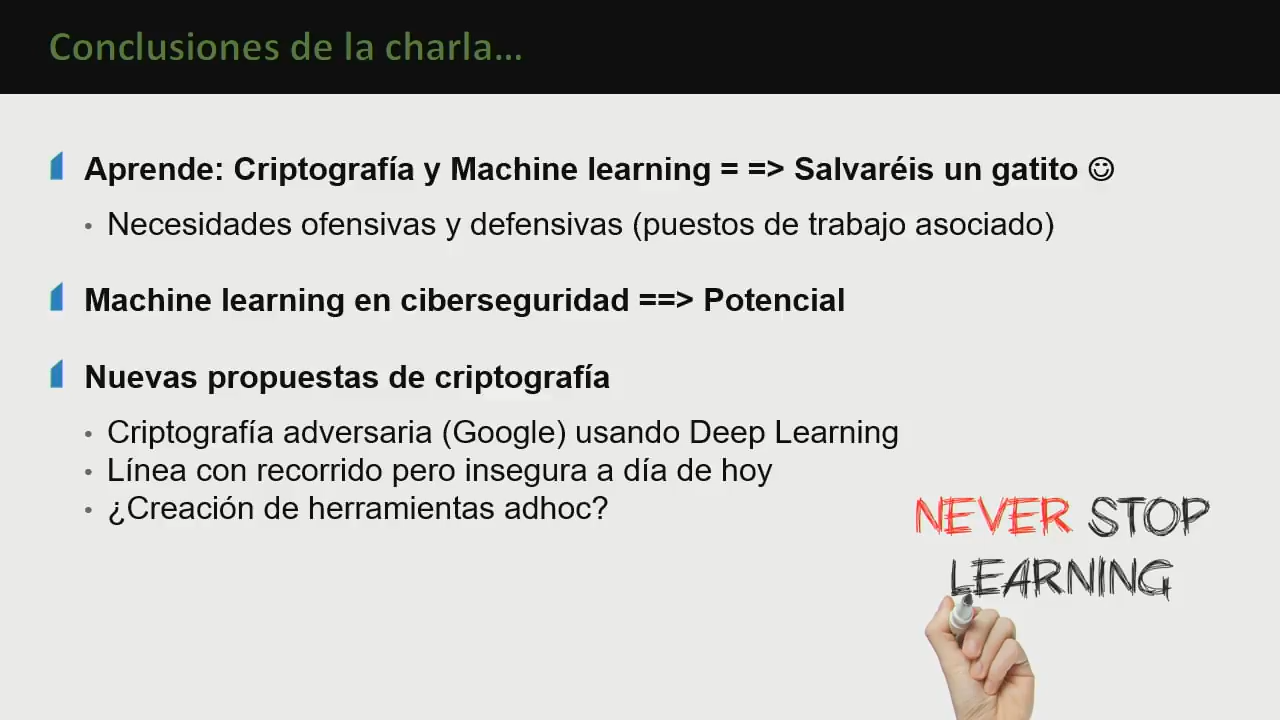 Conclusiones de la charla...
Aprende: Criptografía y Machine learning = => Salvaréis un gatito ☺
• Necesidades ofensivas y defensivas (puestos de trabajo asociado)
Machine learning en ciberseguridad ==> Potencial
Nuevas propuestas de criptografía
• Criptografía adversaria (Google) usando Deep Learning
• Línea con recorrido pero insegura a día de hoy
• ¿Creación de herramientas adhoc?
NEVER STOP
LEARNING